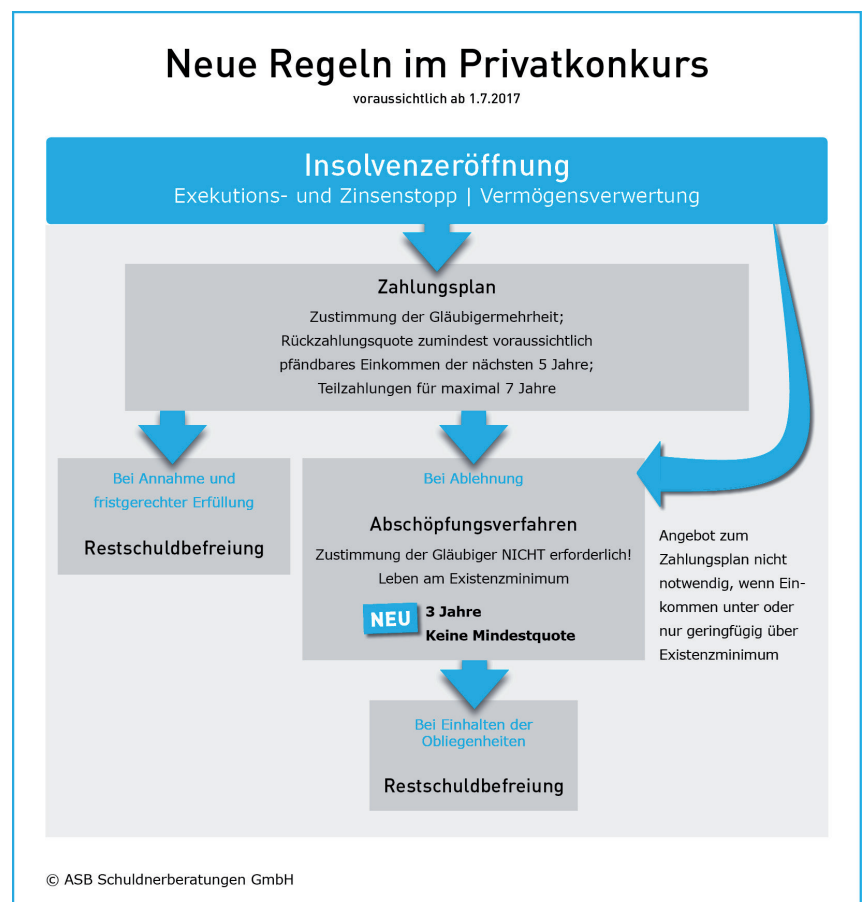 Neue Regeln im Privatkonkurs
voraussichtlich ab 1.7.2017
Insolvenzeröffnung
Exekutions- und Zinsenstopp | Vermögensverwertung
Zahlungsplan
Zustimmung der Gläubigermehrheit;
Rückzahlungsquote zumindest voraussichtlich
pfändbares Einkommen der nächsten 5 Jahre;
Teilzahlungen für maximal 7 Jahre
Bei Annahme und
fristgerechter Erfüllung
Restschuldbefreiung
Bei Ablehnung
Abschöpfungsverfahren
Zustimmung der Gläubiger NICHT erforderlich!
Leben am Existenzminimum
NEU
3 Jahre
Keine Mindestquote
Angebot zum
Zahlungsplan nicht
notwendig, wenn Ein-
kommen unter oder
nur geringfügig über
Existenzminimum
Bei Einhalten der
Obliegenheiten
Restschuldbefreiung
© ASB Schuldnerberatungen GmbH